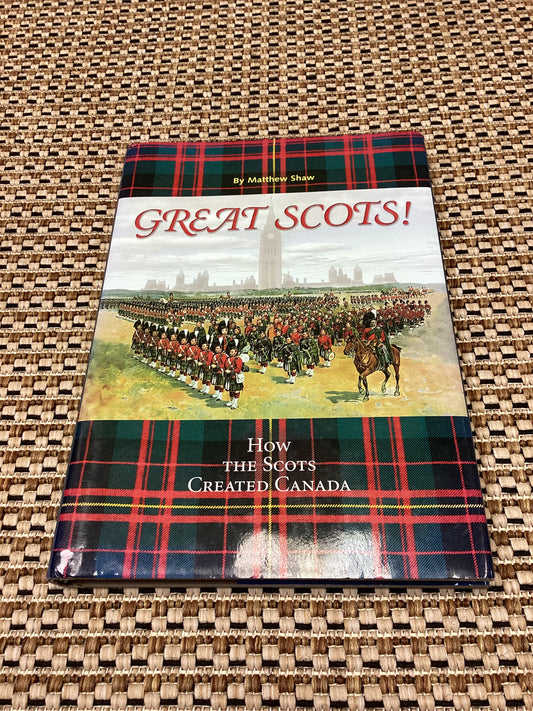 By Matthew Shaw
GREAT SCOTS!
How
the Scots
Created Canada